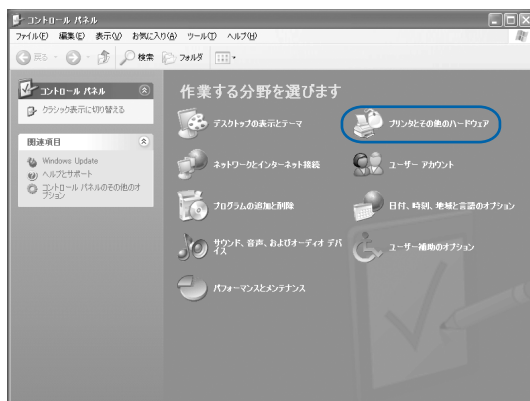 コントロール パネル
ファイル(F) 編集(E) 表示(V) お気に入り(A) ツール(T) ヘルプ(H)
戻る 検索 フォルダ
コントロール パネル
クラシック表示に切り替える
関連項目
Windows Update
ヘルプとサポート
コントロール パネルのその他のオ
プション
作業する分野を選びます
デスクトップの表示とテーマ
プリンタとその他のハードウェア
ネットワークとインターネット接続
ユーザー アカウント
プログラムの追加と削除
日付、時刻、地域と言語のオプション
サウンド、音声、およびオーディオ デバ
イス
ユーザー補助のオプション
パフォーマンスとメンテナンス